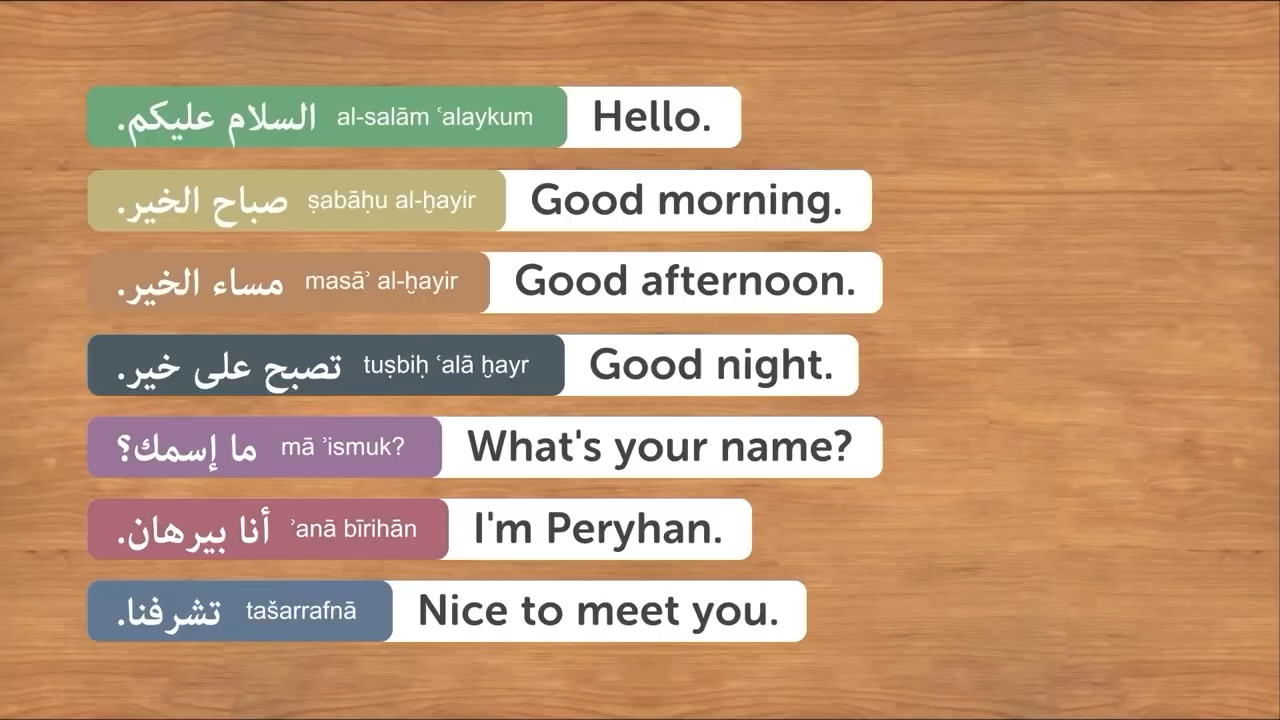 السلام عليكم. al-salām ʿalaykum Hello.
صباح الخير. ṣabāḥu al-ḫayir Good morning.
مساء الخير. masāʾ al-ḫayir Good afternoon.
تصبح على خير. tuṣbiḥ ʿalā ḫayr Good night.
ما إسمك؟ mā ʾismuk? What's your name?
أنا بيرهان. ʾanā bīrihān I'm Peryhan.
تشرفنا. tašarrafnā Nice to meet you.